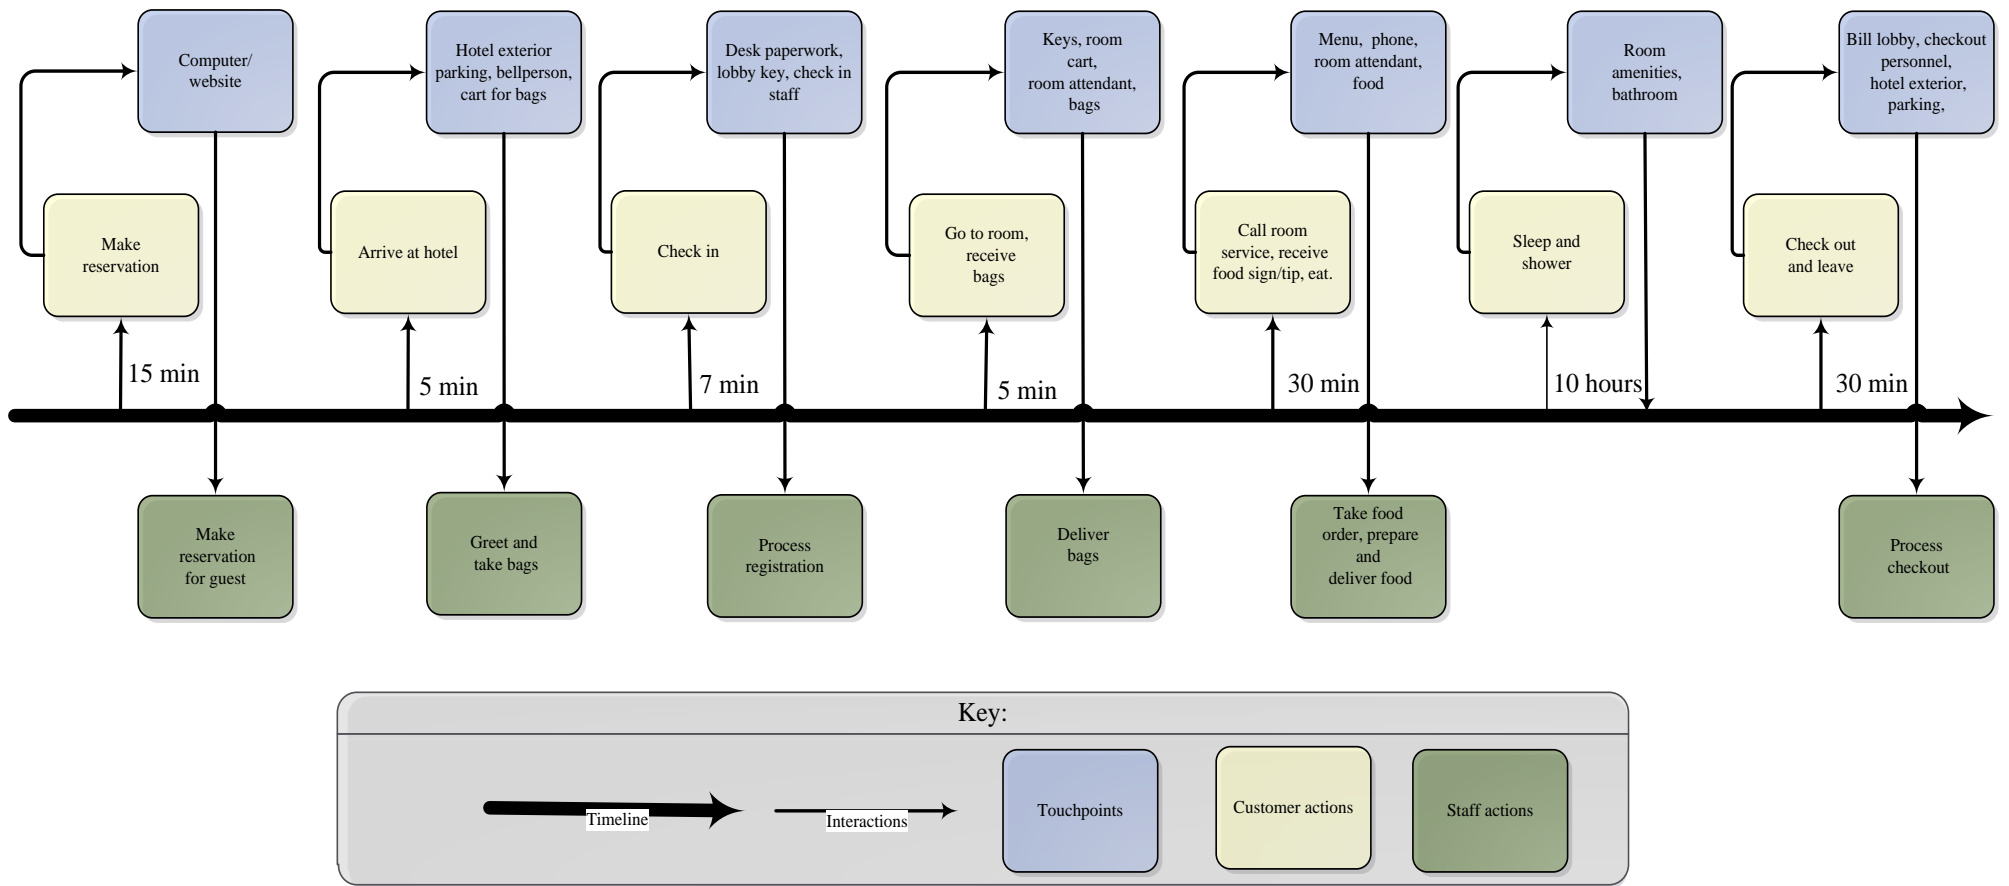 Computer/
website
Hotel exterior
parking, bellperson,
cart for bags
Desk paperwork,
lobby key, check in
staff
Keys, room
cart,
room attendant,
bags
Menu, phone,
room attendant,
food
Room
amenities,
bathroom
Bill lobby, checkout
personnel,
hotel exterior,
parking,
Make
reservation
Arrive at hotel
Check in
Go to room,
receive
bags
Call room
service, receive
food sign/tip, eat.
Sleep and
shower
Check out
and leave
15 min
5 min
7 min
5 min
30 min
10 hours
30 min
Make
reservation
for guest
Greet and
take bags
Process
registration
Deliver
bags
Take food
order, prepare
and
deliver food
Process
checkout
Key:
Timeline
Interactions
Touchpoints
Customer actions
Staff actions